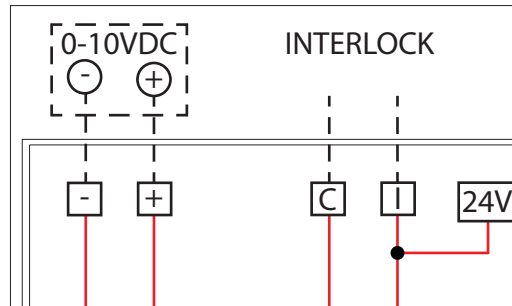 0-10VDC INTERLOCK
- +
- + C I 24V